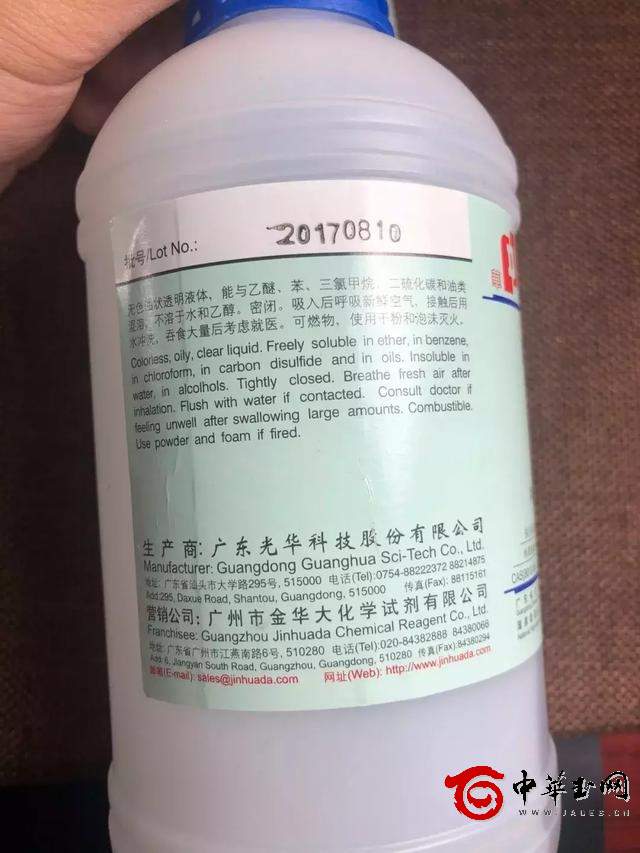 批号/Lot No.: 20170810
无色油状透明液体，能与乙醚、苯、三氯甲烷、二硫化碳和油类
混溶，不溶于水和乙醇。密闭。吸入后呼吸新鲜空气，接触后用
水冲洗，吞食大量后考虑就医。可燃物，使用干粉和泡沫灭火。
Colorless, oily, clear liquid. Freely soluble in ether, in benzene,
in chloroform, in carbon disulfide and in oils. Insoluble in
water, in alcohols. Tightly closed. Breathe fresh air after
inhalation. Flush with water if contacted. Consult doctor if
feeling unwell after swallowing large amounts. Combustible.
Use powder and foam if fired.
生 产 商: 广东光华科技股份有限公司
Manufacturer: Guangdong Guanghua Sci-Tech Co., Ltd.
地址: 广东省汕头市大学路295号, 515000 电话(Tel):0754-88222372 88214875
Add:295, Daxue Road, Shantou, Guangdong, 515000 传真(Fax): 88115161
营销公司: 广州市金华大化学试剂有限公司
Franchisee: Guangzhou Jinhuada Chemical Reagent Co., Ltd.
地址: 广东省广州市江燕南路6号, 510280 电话(Tel):020-84382888 84380066
Add: 6, Jiangyan South Road, Guangzhou, Guangdong, 510280 传真(Fax):84380294
邮箱(E-mail): sales@jinhuada.com 网址(Web): http://www.jinhuada.com
中华玉网
WWW.JADES.CN